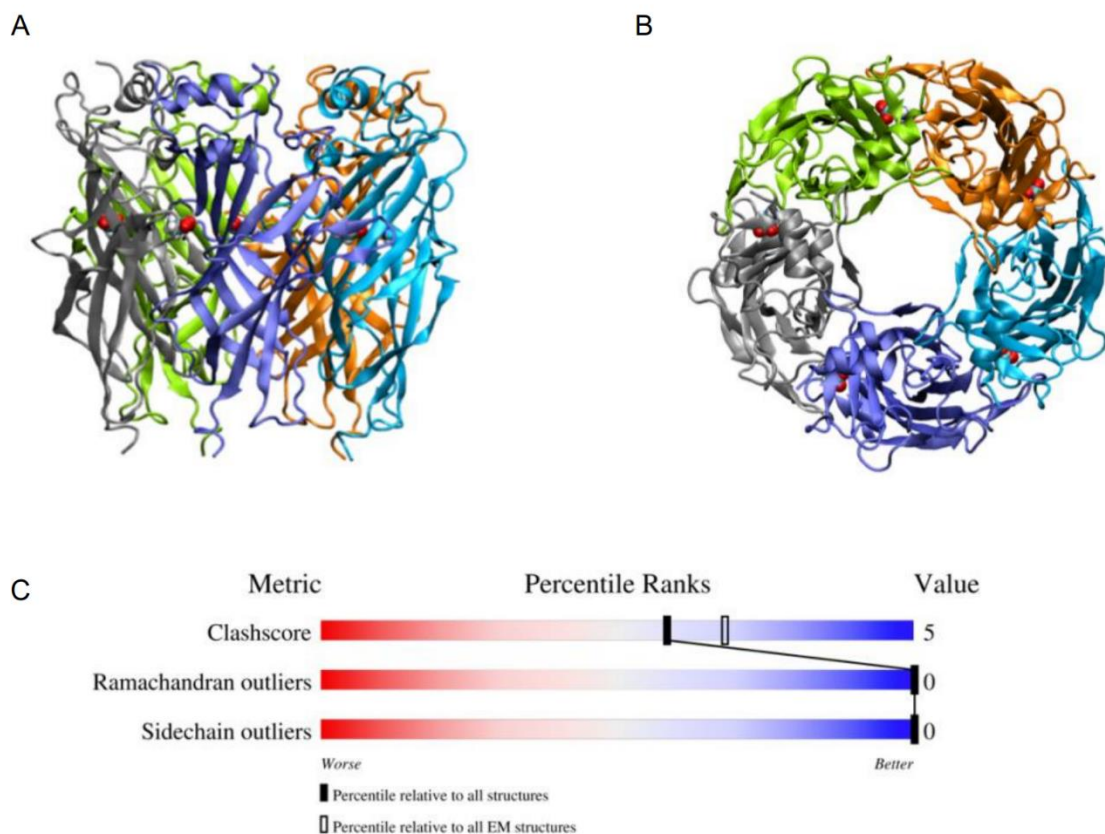 A
B
C
Metric Percentile Ranks Value
Clashscore 5
Ramachandran outliers 0
Sidechain outliers 0
Worse Better
Percentile relative to all structures
Percentile relative to all EM structures